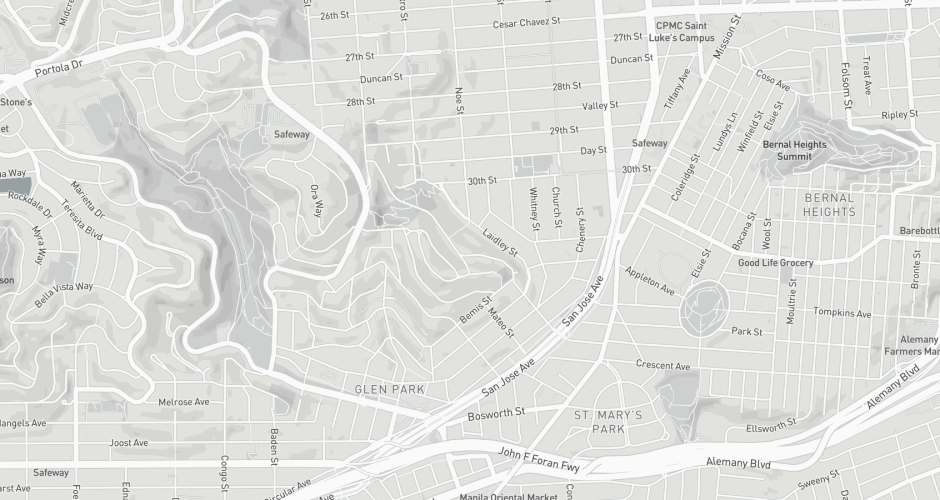 26th St
Cesar Chavez St
CPMC Saint
Luke's Campus
Mission St
27th St
27th St
Portola Dr
Duncan St
Duncan St
Coso Ave
Folsom St
Treat Ave
Tiffany Ave
28th St
28th St
Noe St
Valley St
Stone's
Lundys Ln
Winfield St
Elsie St
Ripley St
29th St
Safeway
Safeway
Day St
Bernal Heights
Summit
30th St
30th St
Coleridge St
Rockdale Dr
Marietta Dr
Ora Way
Whitney St
Church St
Chenery St
BERNAL
HEIGHTS
Teresita Blvd
Myra Way
Laidley St
Bocana St
Wool St
Barebottl
Elsie St
Good Life Grocery
Bronte St
Appleton Ave
Bella Vista Way
San Jose Ave
Moultrie St
Tompkins Ave
Bemis St
Mateo St
Park St
Alemany
Farmers Mar
Crescent Ave
San Jose Ave
GLEN PARK
Alemany Blvd
Melrose Ave
Bosworth St
ST. MARY'S
PARK
Ellsworth St
Joost Ave
Baden St
John F Foran Fwy
Alemany Blvd
Safeway
Congo St
Sweeny St
Circular Ave
Manila Oriental Market